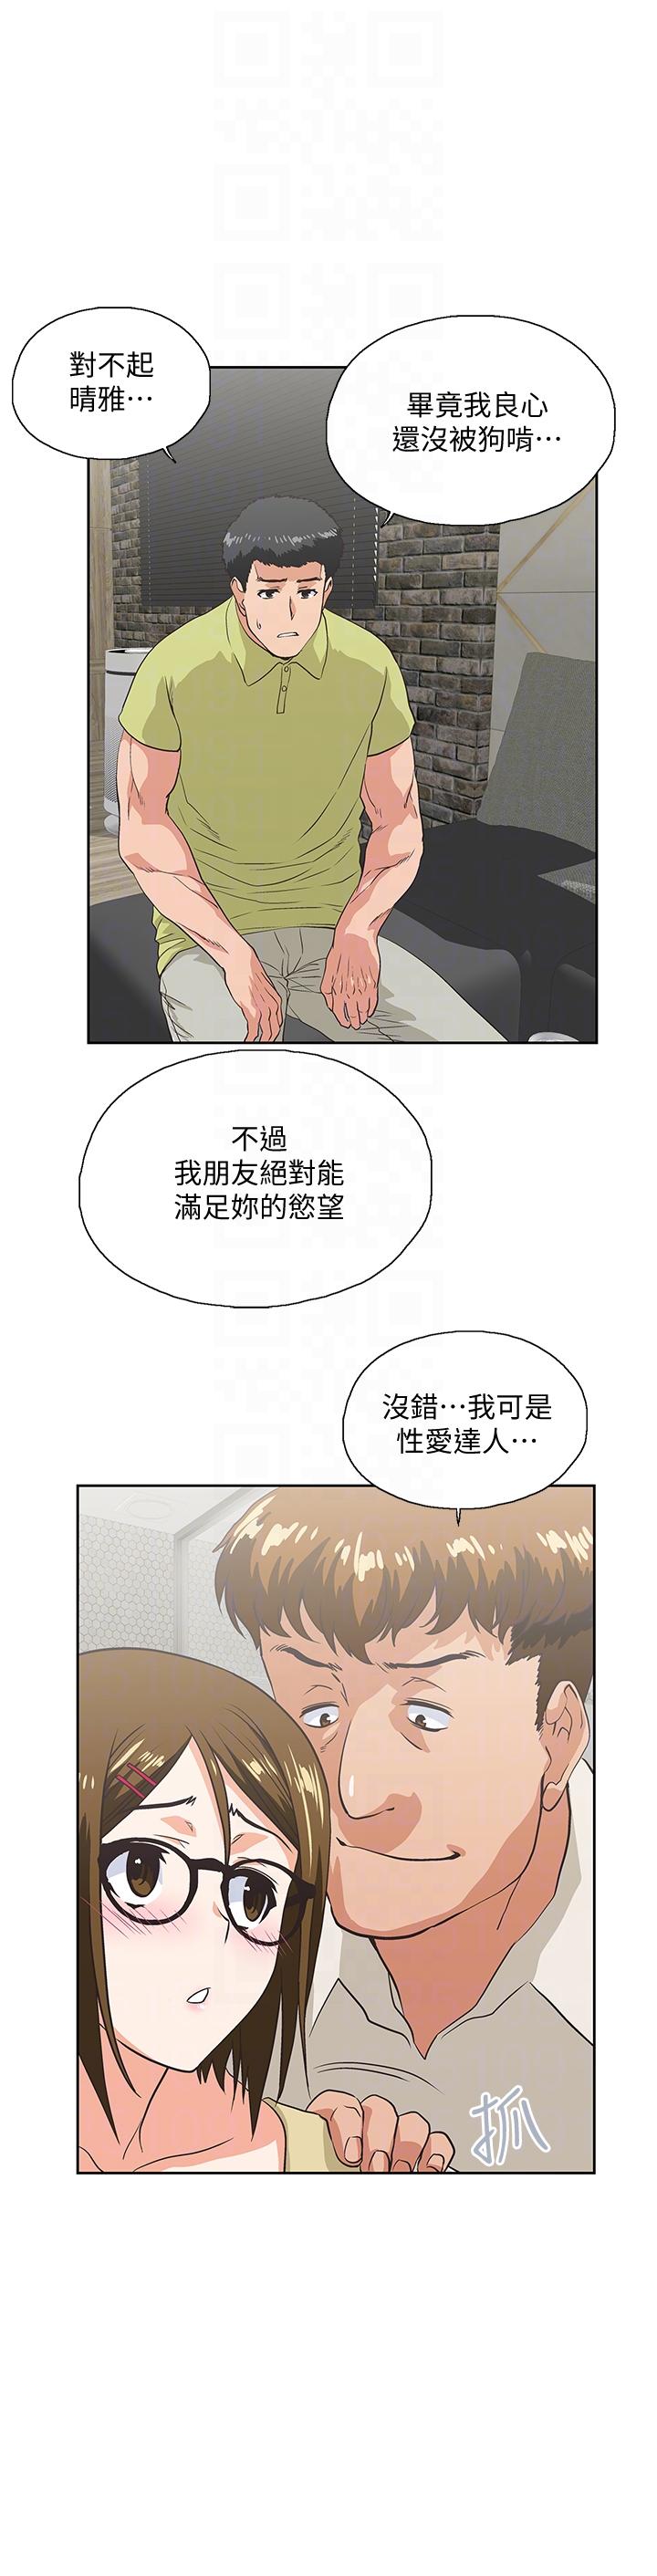 對不起
晴雅…
畢竟我良心
還沒被狗啃…
不過
我朋友絕對能
滿足妳的慾望
沒錯…我可是
性愛達人…
抓